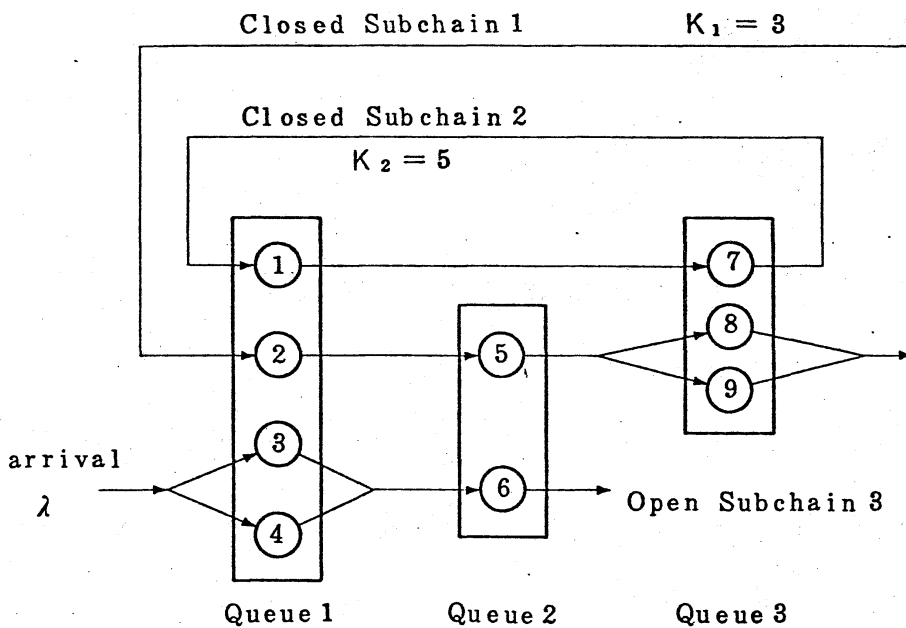 Closed Subchain 1 K₁ = 3
Closed Subchain 2
K₂ = 5
1
7
8
2
5
9
3
arrival
λ
6
Open Subchain 3
4
Queue 1 Queue 2 Queue 3